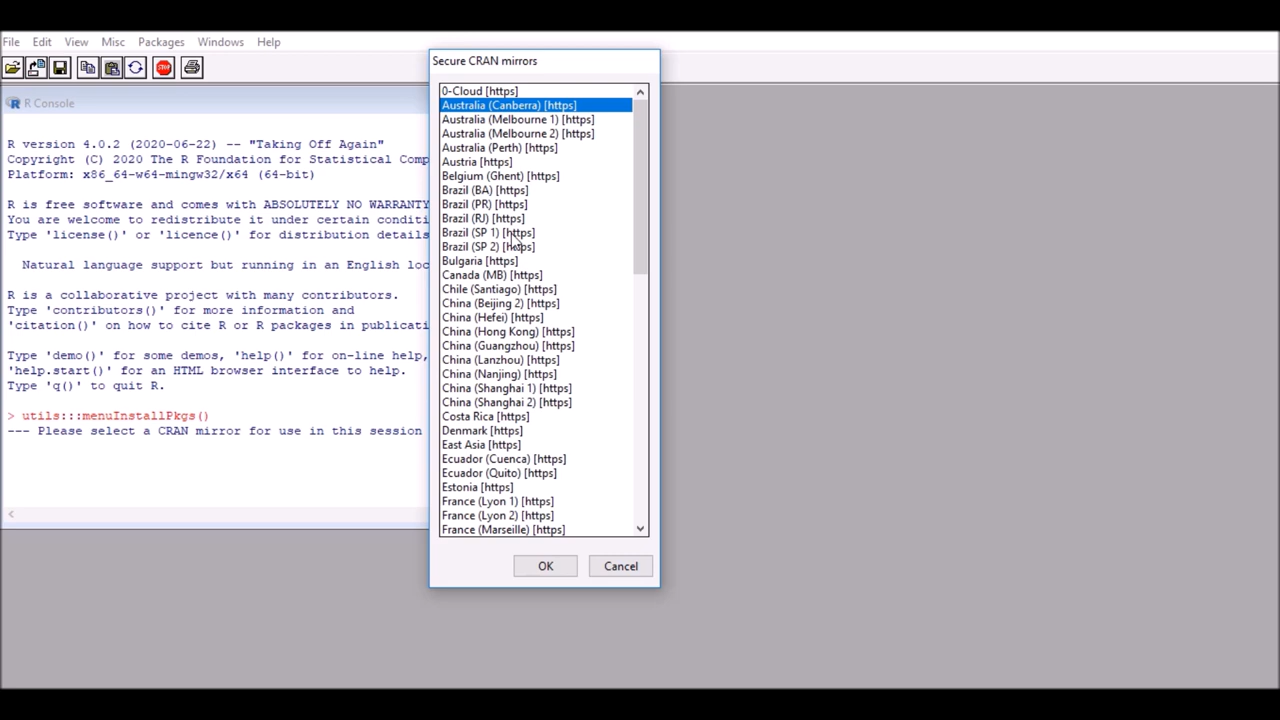 File Edit View Misc Packages Windows Help
STOP
R Console
R version 4.0.2 (2020-06-22) -- "Taking Off Again"
Copyright (C) 2020 The R Foundation for Statistical Comp
Platform: x86_64-w64-mingw32/x64 (64-bit)
R is free software and comes with ABSOLUTELY NO WARRANTY
You are welcome to redistribute it under certain conditi
Type 'license()' or 'licence()' for distribution details
Natural language support but running in an English loc
R is a collaborative project with many contributors.
Type 'contributors()' for more information and
'citation()' on how to cite R or R packages in publicati
Type 'demo()' for some demos, 'help()' for on-line help,
'help.start()' for an HTML browser interface to help.
Type 'q()' to quit R.
> utils:::menuInstallPkgs()
--- Please select a CRAN mirror for use in this session
Secure CRAN mirrors
0-Cloud [https]
Australia (Canberra) [https]
Australia (Melbourne 1) [https]
Australia (Melbourne 2) [https]
Australia (Perth) [https]
Austria [https]
Belgium (Ghent) [https]
Brazil (BA) [https]
Brazil (PR) [https]
Brazil (RJ) [https]
Brazil (SP 1) [https]
Brazil (SP 2) [https]
Bulgaria [https]
Canada (MB) [https]
Chile (Santiago) [https]
China (Beijing 2) [https]
China (Hefei) [https]
China (Hong Kong) [https]
China (Guangzhou) [https]
China (Lanzhou) [https]
China (Nanjing) [https]
China (Shanghai 1) [https]
China (Shanghai 2) [https]
Costa Rica [https]
Denmark [https]
East Asia [https]
Ecuador (Cuenca) [https]
Ecuador (Quito) [https]
Estonia [https]
France (Lyon 1) [https]
France (Lyon 2) [https]
France (Marseille) [https]
OK Cancel